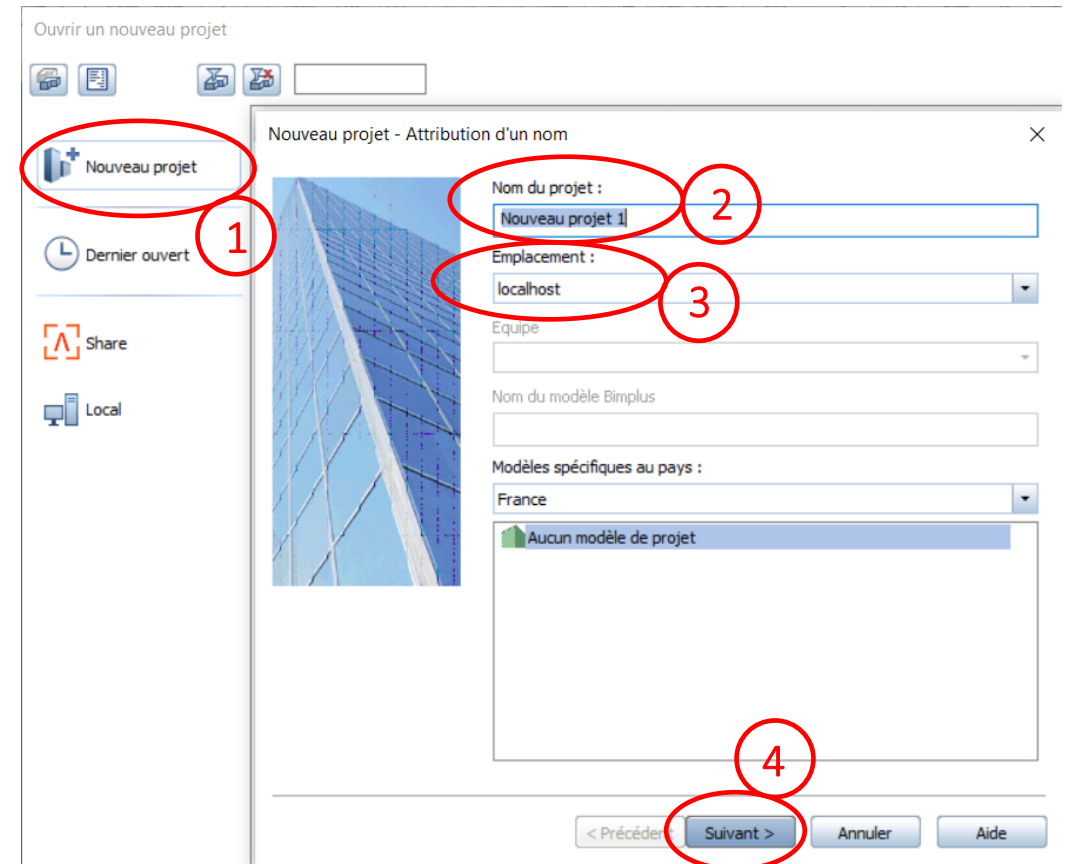 Ouvrir un nouveau projet
Nouveau projet
1
Dernier ouvert
Share
Local
Nouveau projet - Attribution d'un nom
Nom du projet :
2
Nouveau projet 1
Emplacement :
localhost
3
Equipe
Nom du modèle Bimplus
Modèles spécifiques au pays :
France
Aucun modèle de projet
4
< Précédent Suivant > Annuler Aide